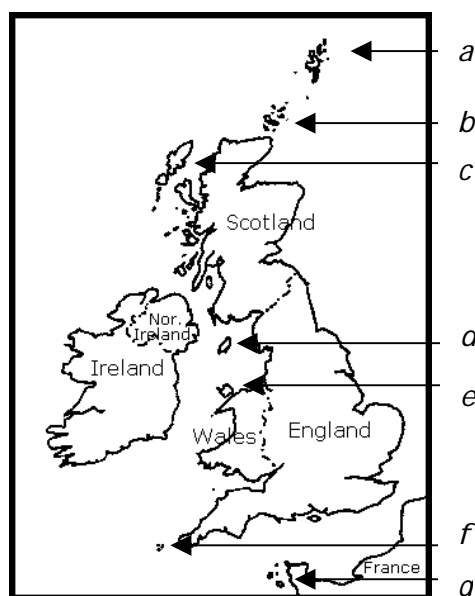 a
b
c
Scotland
Nor.
Ireland
d
Ireland
e
Wales
England
f
France
g